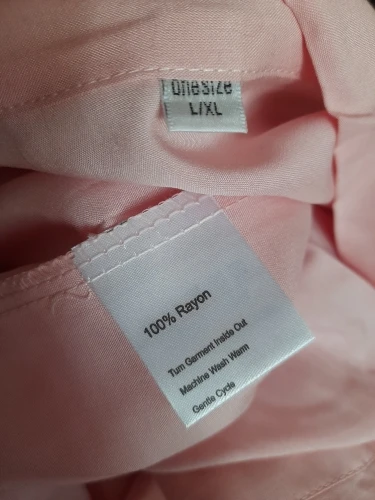 onesize
L/XL
100% Rayon
Turn Garment Inside Out
Machine Wash Warm
Gentle Cycle